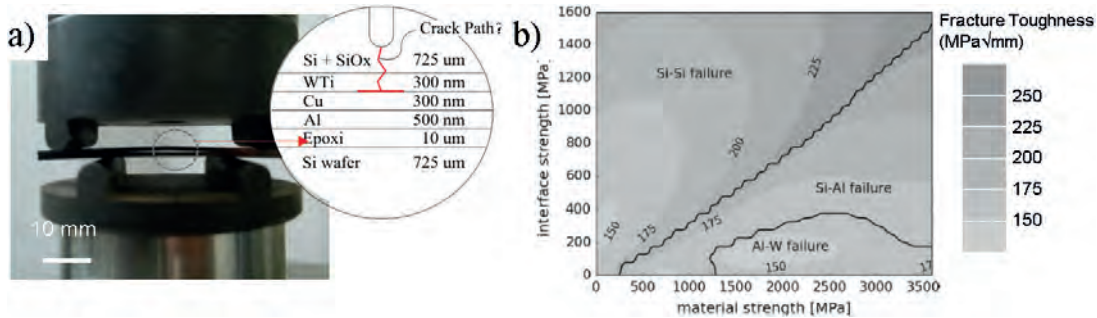 a)
10 mm
Crack Path?
Si + SiOx 725 um
WTi 300 nm
Cu 300 nm
Al 500 nm
Epoxi 10 um
Si wafer 725 um
b)
interface strength [MPa]
1600
1400
1200
1000
800
600
400
200
0
Si-Si failure
225
200
Si-Al failure
150
175
175
Al-W failure
150
0 500 1000 1500 2000 2500 3000 3500
material strength [MPa]
Fracture Toughness
(MPa√mm)
250
225
200
175
150